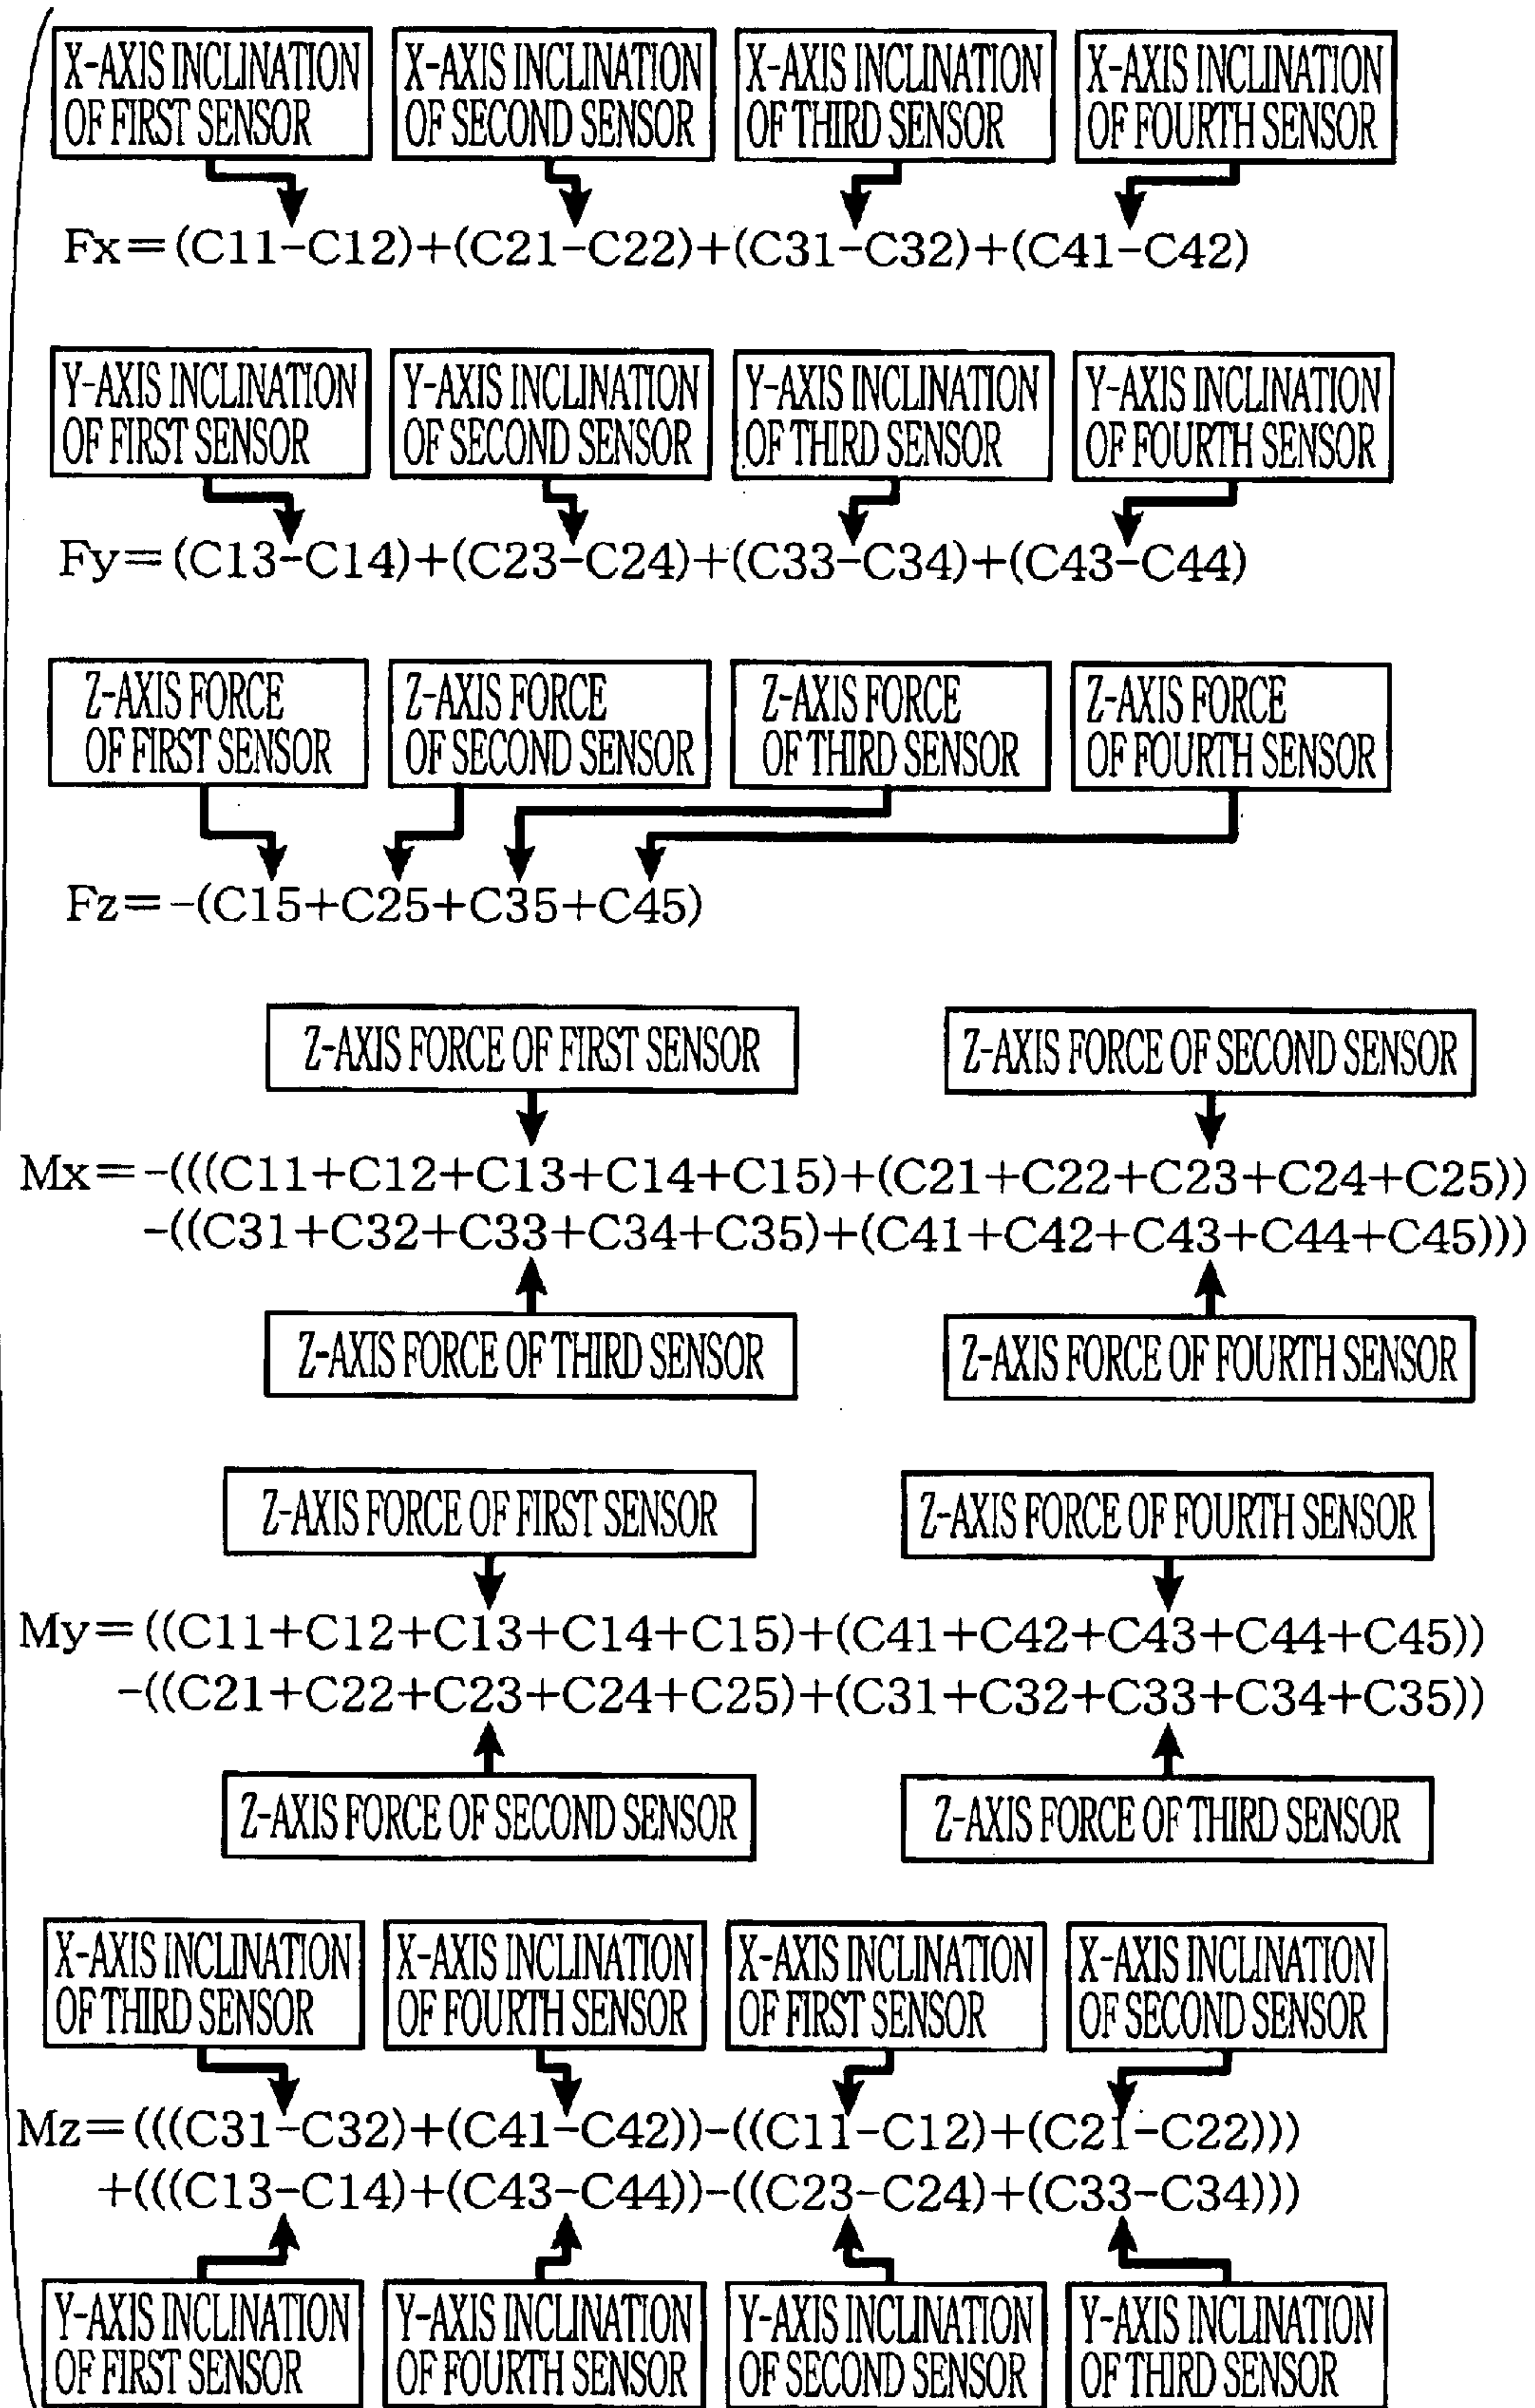 X-AXIS INCLINATION
OF FIRST SENSOR
X-AXIS INCLINATION
OF SECOND SENSOR
X-AXIS INCLINATION
OF THIRD SENSOR
X-AXIS INCLINATION
OF FOURTH SENSOR
Fx=(C11-C12)+(C21-C22)+(C31-C32)+(C41-C42)
Y-AXIS INCLINATION
OF FIRST SENSOR
Y-AXIS INCLINATION
OF SECOND SENSOR
Y-AXIS INCLINATION
OF THIRD SENSOR
Y-AXIS INCLINATION
OF FOURTH SENSOR
Fy=(C13-C14)+(C23-C24)+(C33-C34)+(C43-C44)
Z-AXIS FORCE
OF FIRST SENSOR
Z-AXIS FORCE
OF SECOND SENSOR
Z-AXIS FORCE
OF THIRD SENSOR
Z-AXIS FORCE
OF FOURTH SENSOR
Fz=-(C15+C25+C35+C45)
Z-AXIS FORCE OF FIRST SENSOR
Z-AXIS FORCE OF SECOND SENSOR
Mx=-(((C11+C12+C13+C14+C15)+(C21+C22+C23+C24+C25))
-((C31+C32+C33+C34+C35)+(C41+C42+C43+C44+C45)))
Z-AXIS FORCE OF THIRD SENSOR
Z-AXIS FORCE OF FOURTH SENSOR
Z-AXIS FORCE OF FIRST SENSOR
Z-AXIS FORCE OF FOURTH SENSOR
My=((C11+C12+C13+C14+C15)+(C41+C42+C43+C44+C45))
-((C21+C22+C23+C24+C25)+(C31+C32+C33+C34+C35))
Z-AXIS FORCE OF SECOND SENSOR
Z-AXIS FORCE OF THIRD SENSOR
X-AXIS INCLINATION
OF THIRD SENSOR
X-AXIS INCLINATION
OF FOURTH SENSOR
X-AXIS INCLINATION
OF FIRST SENSOR
X-AXIS INCLINATION
OF SECOND SENSOR
Mz=(((C31-C32)+(C41-C42))-((C11-C12)+(C21-C22)))
+(((C13-C14)+(C43-C44))-((C23-C24)+(C33-C34)))
Y-AXIS INCLINATION
OF FIRST SENSOR
Y-AXIS INCLINATION
OF FOURTH SENSOR
Y-AXIS INCLINATION
OF SECOND SENSOR
Y-AXIS INCLINATION
OF THIRD SENSOR